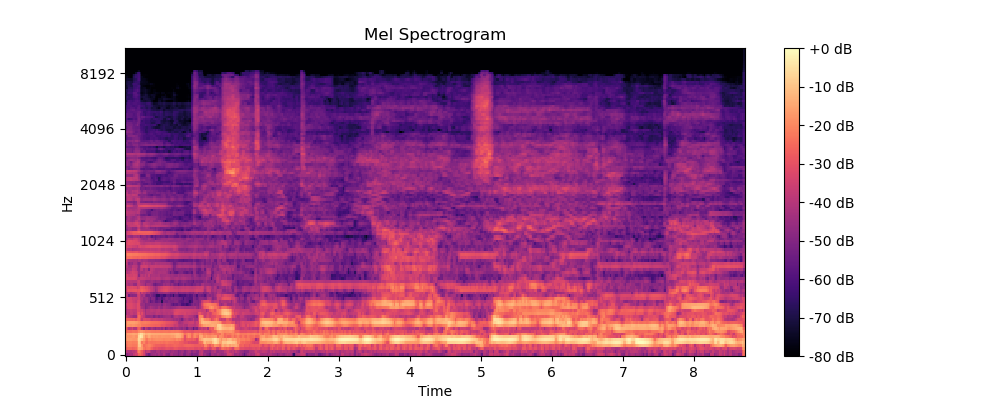 Mel Spectrogram
Hz
8192
4096
2048
1024
512
0
0 1 2 3 4 5 6 7 8
Time
+0 dB
-10 dB
-20 dB
-30 dB
-40 dB
-50 dB
-60 dB
-70 dB
-80 dB